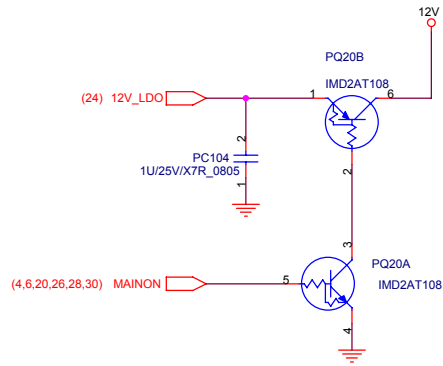 12V
PQ20B
(24) 12V_LDO
1
IMD2AT108
6
2
PC104
1U/25V/X7R_0805
1
2
3
PQ20A
(4,6,20,26,28,30) MAINON
5
IMD2AT108
4